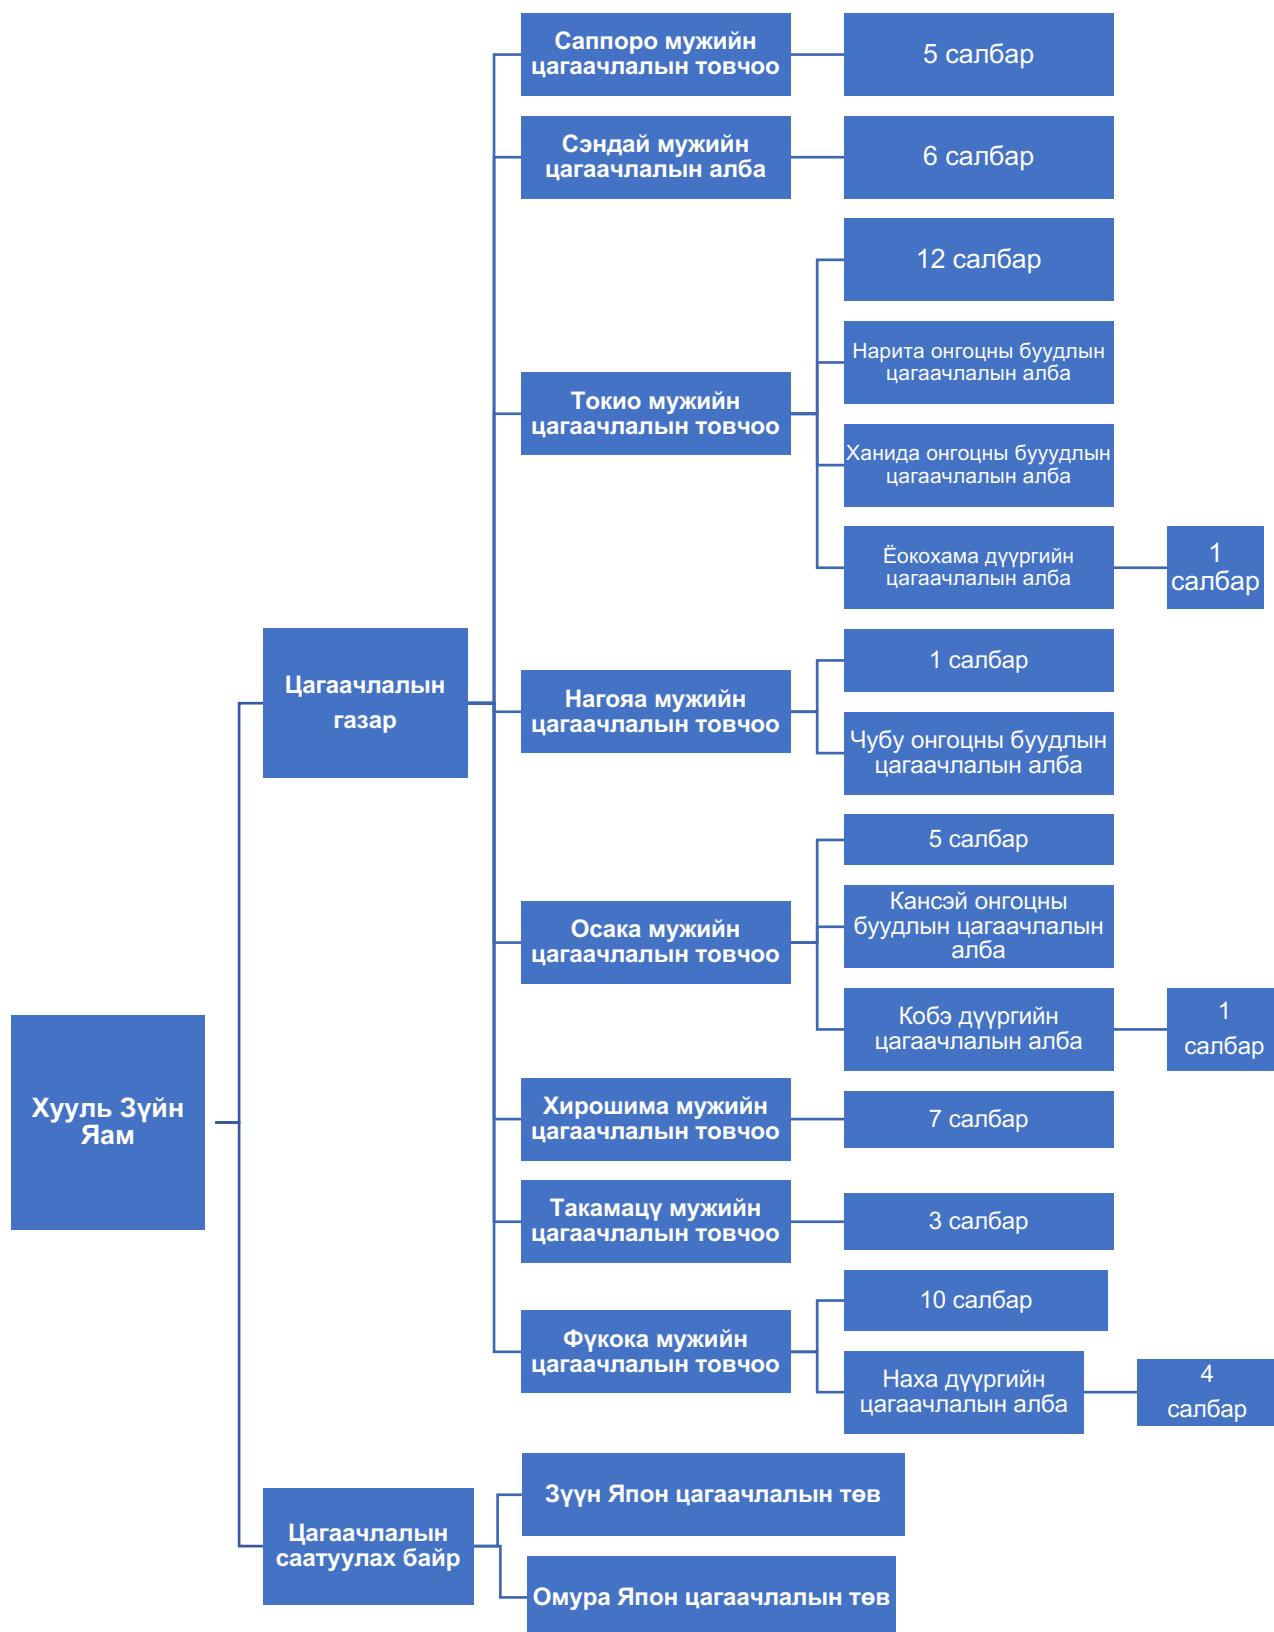 Саппоро мужийн
цагаачлалын товчоо
5 салбар
Сэндай мужийн
цагаачлалын алба
6 салбар
12 салбар
Нарита онгоцны буудлын
цагаачлалын алба
Токио мужийн
цагаачлалын товчоо
Ханида онгоцны бууудлын
цагаачлалын алба
Ёокохама дүүргийн
цагаачлалын алба
1
салбар
Цагаачлалын
газар
Нагояа мужийн
цагаачлалын товчоо
1 салбар
Чубу онгоцны буудлын
цагаачлалын алба
5 салбар
Осака мужийн
цагаачлалын товчоо
Кансэй онгоцны
буудлын цагаачлалын
алба
Кобэ дүүргийн
цагаачлалын алба
1
салбар
Хууль Зүйн
Яам
Хирошима мужийн
цагаачлалын товчоо
7 салбар
Такамацү мужийн
цагаачлалын товчоо
3 салбар
Фүкока мужийн
цагаачлалын товчоо
10 салбар
Наха дүүргийн
цагаачлалын алба
4
салбар
Цагаачлалын
саатуулах байр
Зүүн Япон цагаачлалын төв
Омура Япон цагаачлалын төв